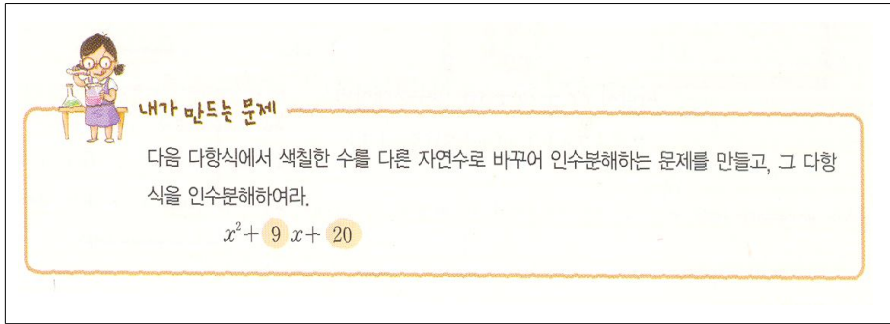 내가 만드는 문제
다음 다항식에서 색칠한 수를 다른 자연수로 바꾸어 인수분해하는 문제를 만들고, 그 다항
식을 인수분해하여라.
x² + 9 x + 20